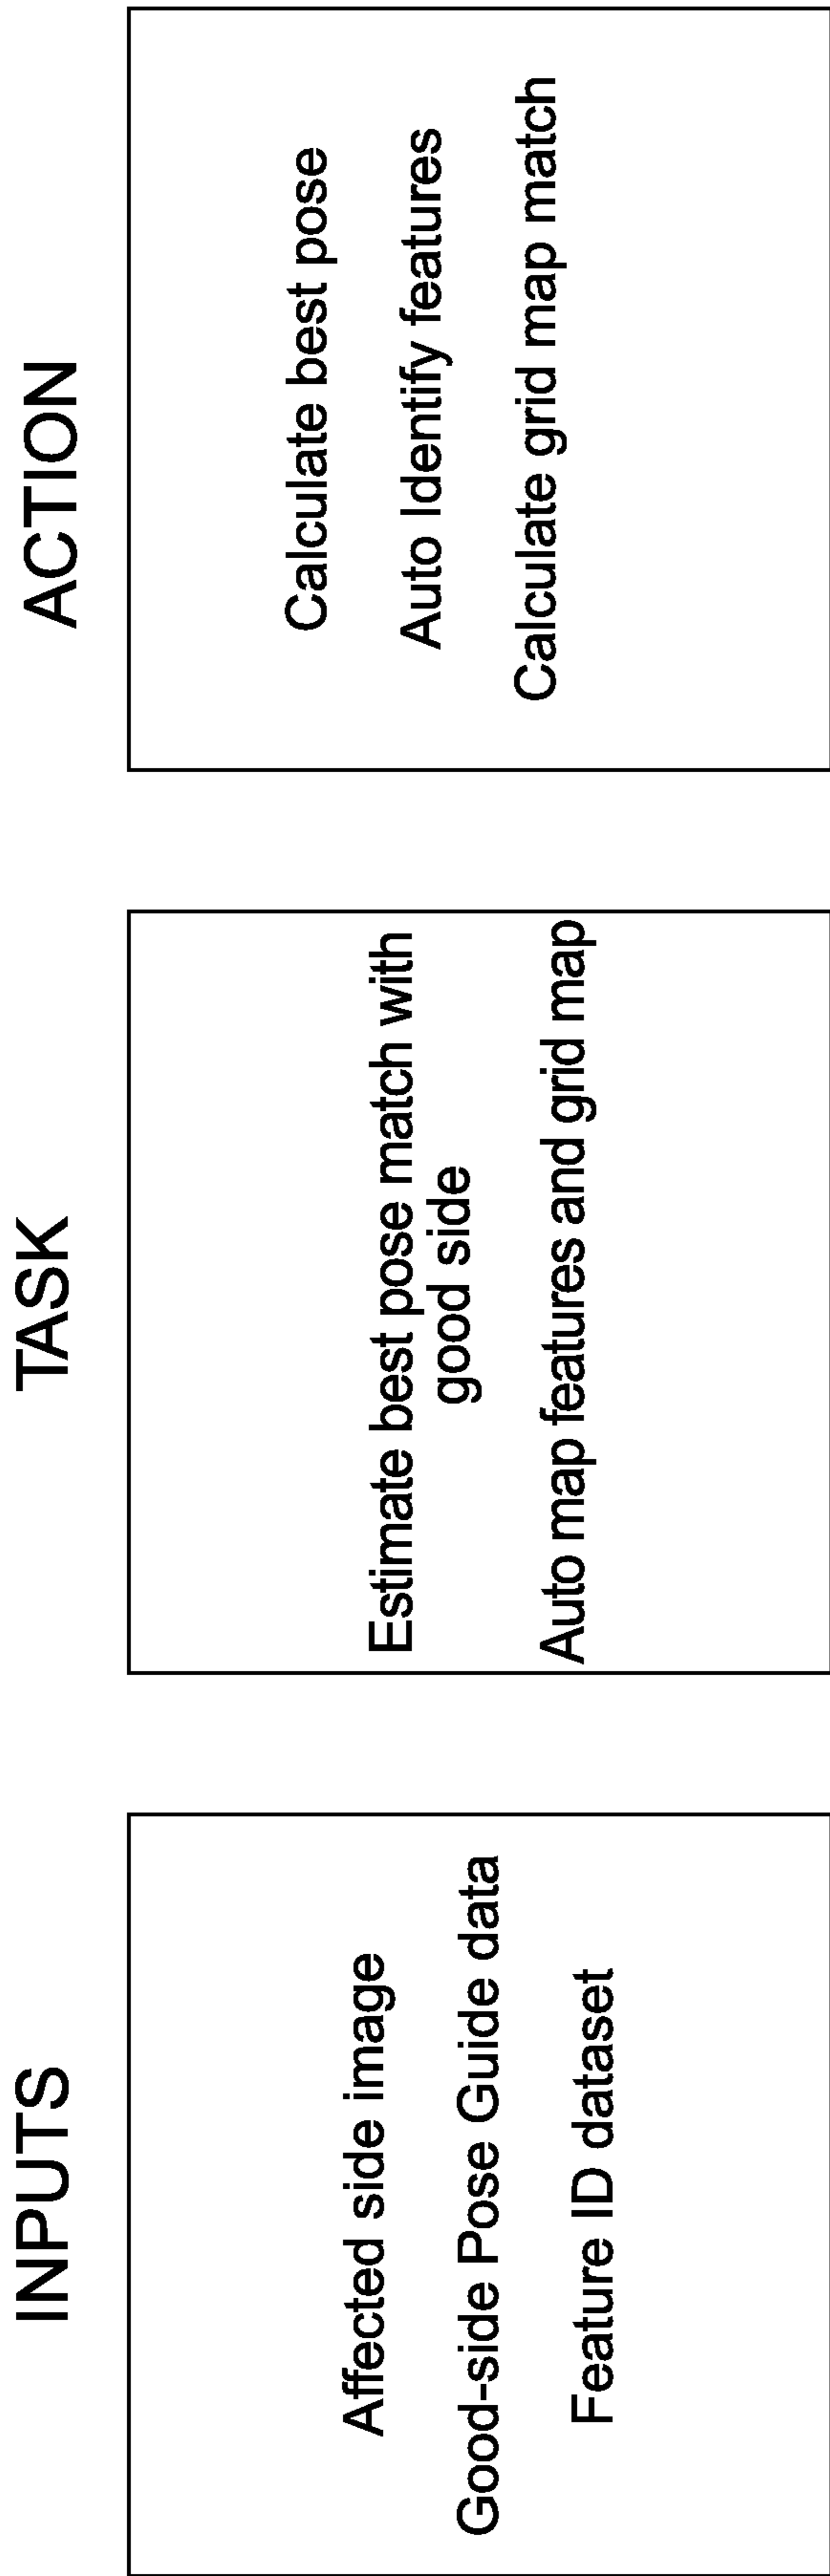 INPUTS
Affected side image
Good-side Pose Guide data
Feature ID dataset
TASK
Estimate best pose match with
good side
Auto map features and grid map
ACTION
Calculate best pose
Auto Identify features
Calculate grid map match